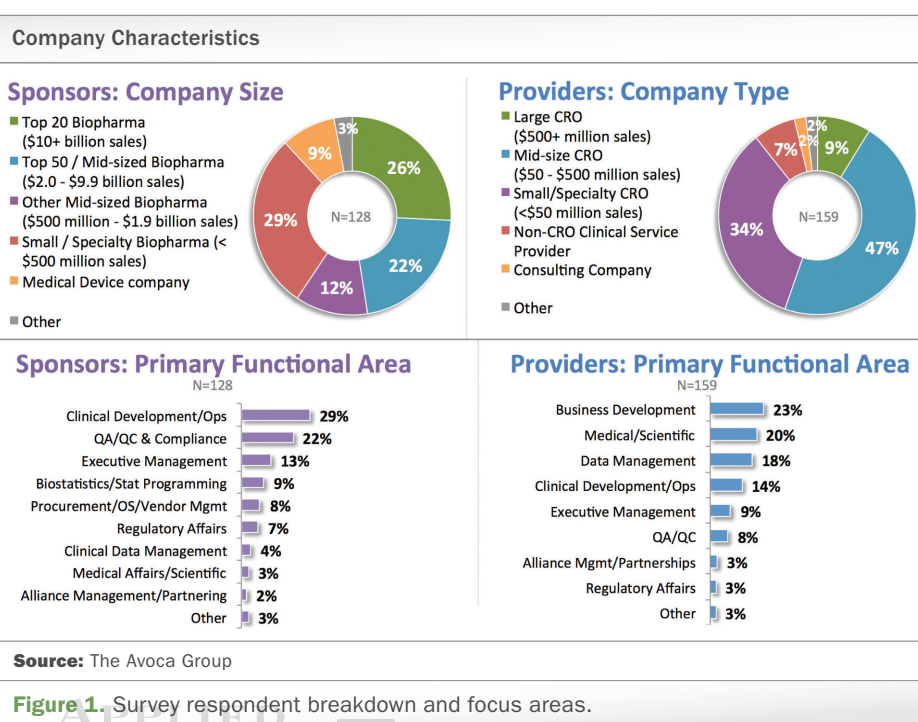 Company Characteristics
Sponsors: Company Size
Top 20 Biopharma
($10+ billion sales)
Top 50 / Mid-sized Biopharma
($2.0 - $9.9 billion sales)
Other Mid-sized Biopharma
($500 million - $1.9 billion sales)
Small / Specialty Biopharma (<
$500 million sales)
Medical Device company
Other
3%
9%
26%
29%
N=128
22%
12%
Providers: Company Type
Large CRO
($500+ million sales)
Mid-size CRO
($50 - $500 million sales)
Small/Specialty CRO
(<$50 million sales)
Non-CRO Clinical Service
Provider
Consulting Company
Other
2%
7% 2% 9%
N=159
34%
47%
Sponsors: Primary Functional Area
N=128
Clinical Development/Ops 29%
QA/QC & Compliance 22%
Executive Management 13%
Biostatistics/Stat Programming 9%
Procurement/OS/Vendor Mgmt 8%
Regulatory Affairs 7%
Clinical Data Management 4%
Medical Affairs/Scientific 3%
Alliance Management/Partnering 2%
Other 3%
Providers: Primary Functional Area
N=159
Business Development 23%
Medical/Scientific 20%
Data Management 18%
Clinical Development/Ops 14%
Executive Management 9%
QA/QC 8%
Alliance Mgmt/Partnerships 3%
Regulatory Affairs 3%
Other 3%
Source: The Avoca Group
Figure 1. Survey respondent breakdown and focus areas.